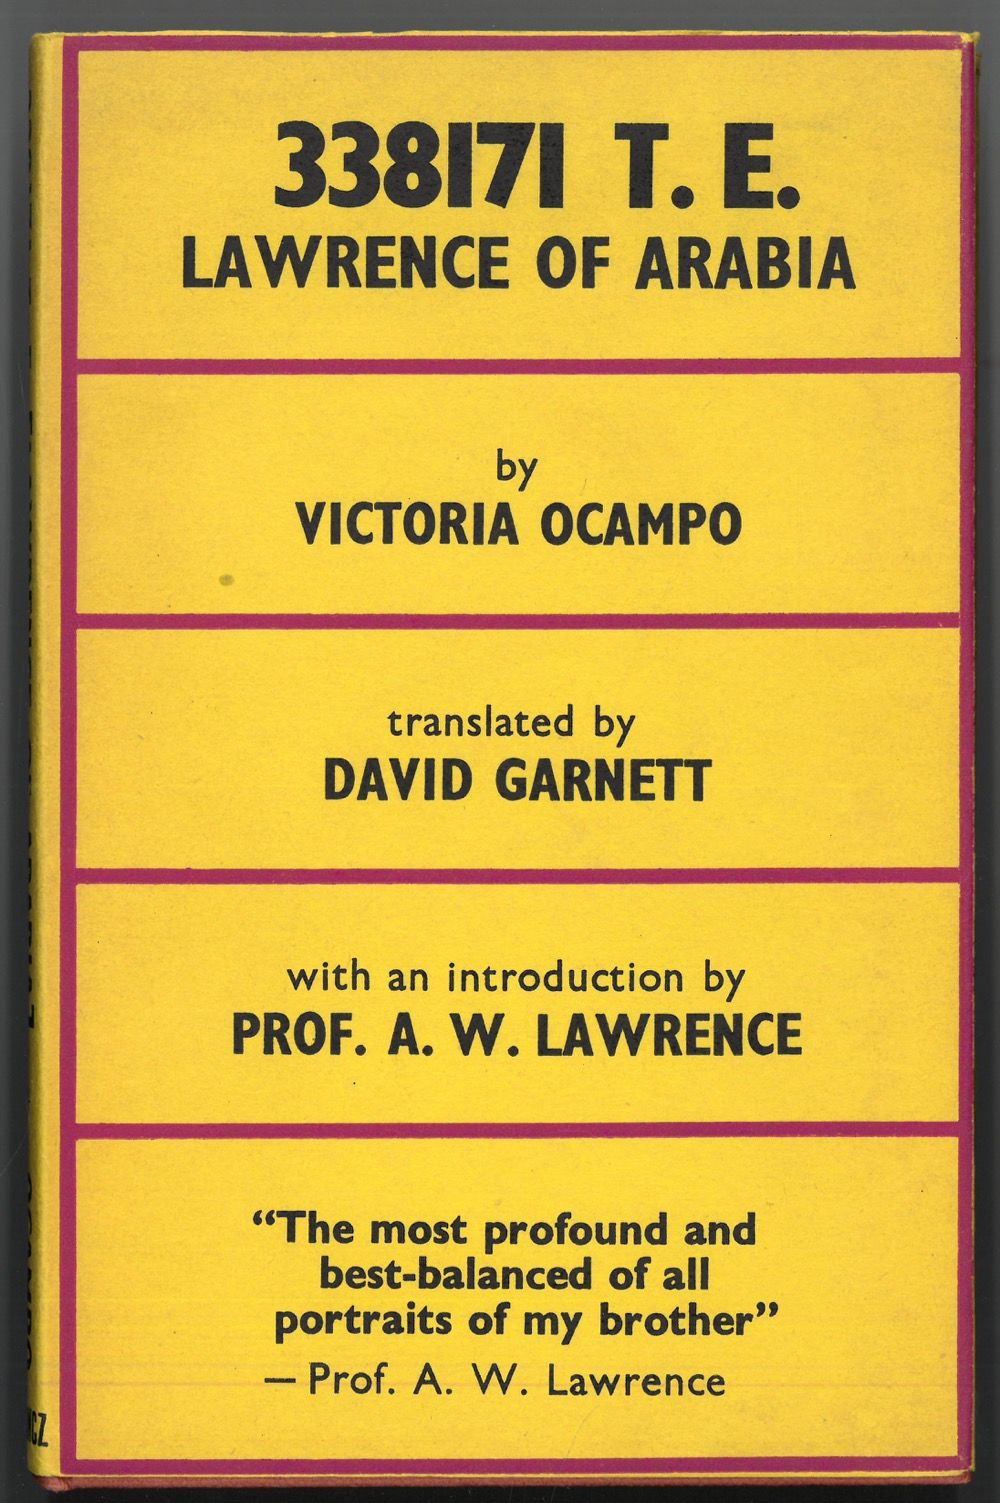 338171 T. E.
LAWRENCE OF ARABIA
by
VICTORIA OCAMPO
translated by
DAVID GARNETT
with an introduction by
PROF. A. W. LAWRENCE
“The most profound and
best-balanced of all
portraits of my brother”
— Prof. A. W. Lawrence